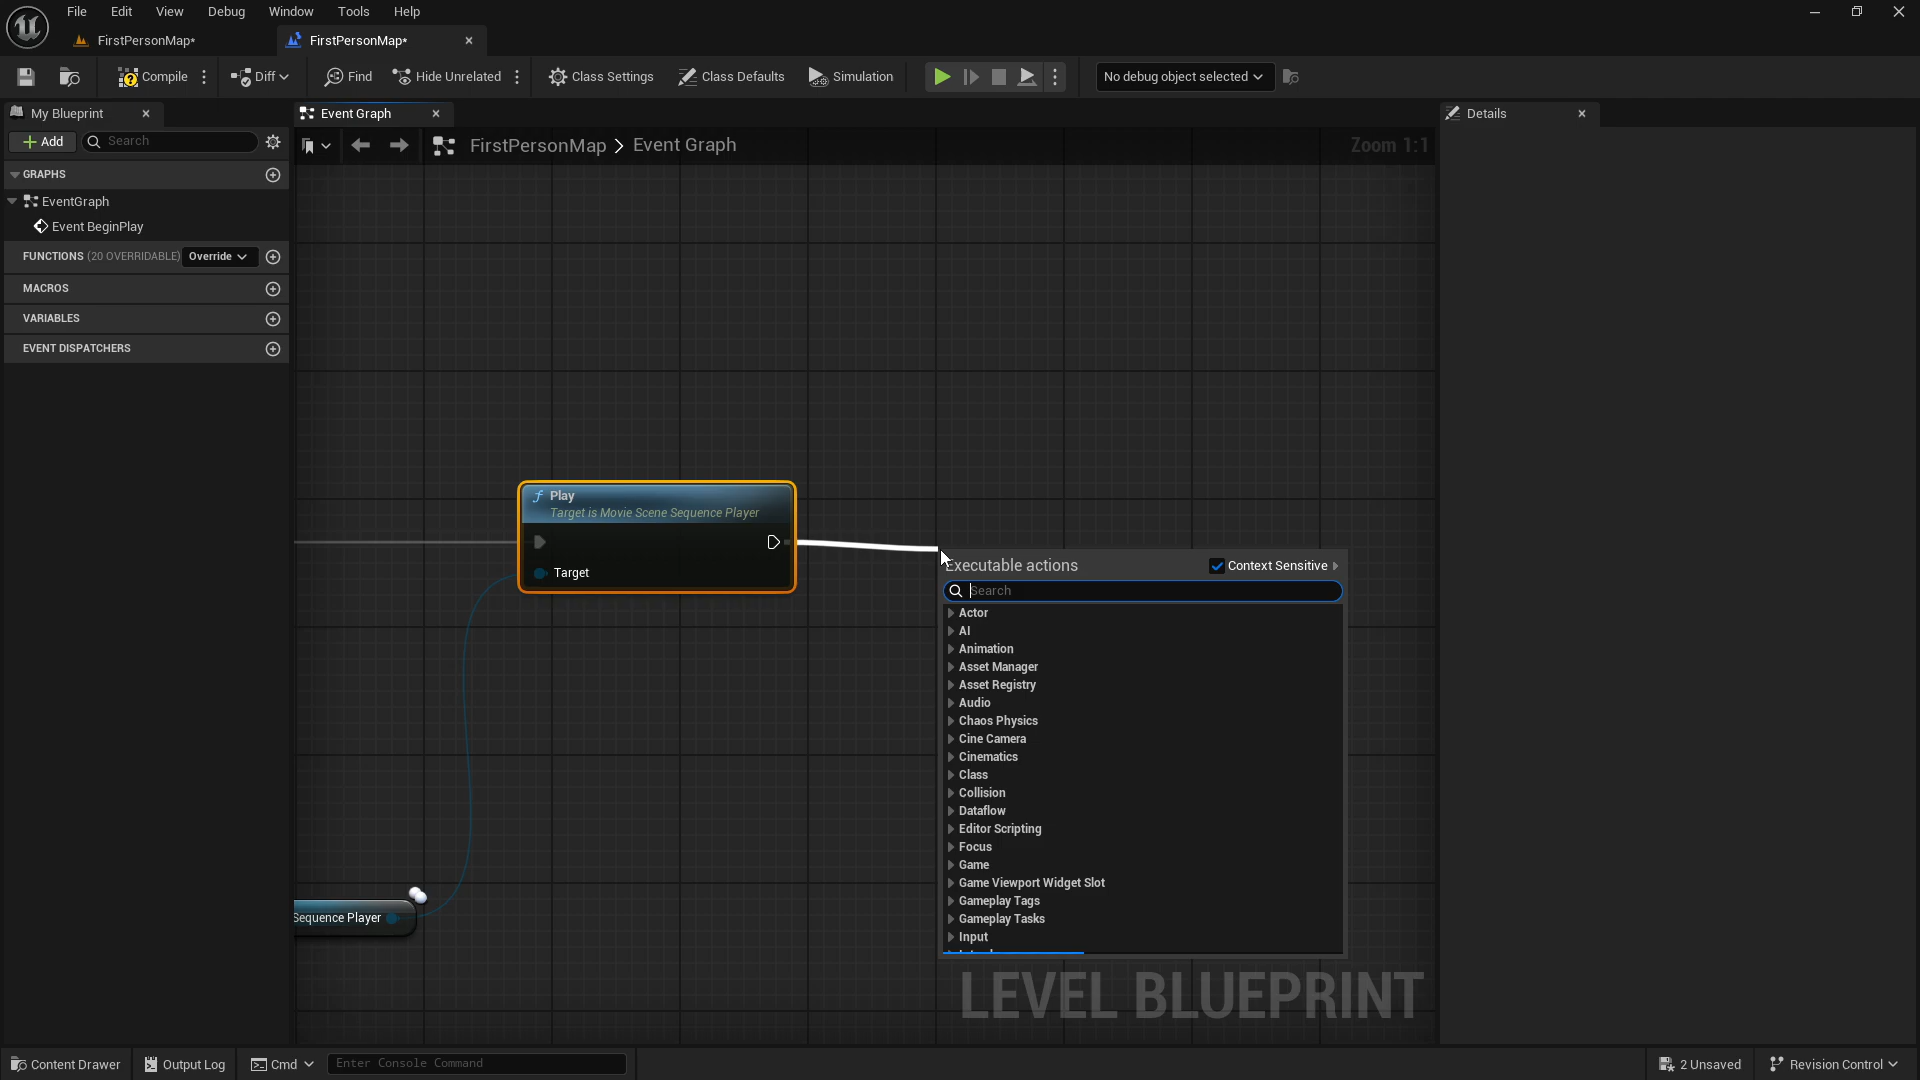 File Edit View Debug Window Tools Help
FirstPersonMap* FirstPersonMap*
Compile Diff Find Hide Unrelated Class Settings Class Defaults Simulation No debug object selected
My Blueprint Event Graph Details
Add Search FirstPersonMap > Event Graph Zoom 1:1
GRAPHS
EventGraph
Event BeginPlay
FUNCTIONS (20 OVERRIDABLE) Override
MACROS
VARIABLES
EVENT DISPATCHERS
f Play
Target is Movie Scene Sequence Player
Target
Executable actions Context Sensitive
Search
Actor
AI
Animation
Asset Manager
Asset Registry
Audio
Chaos Physics
Cine Camera
Cinematics
Class
Collision
Dataflow
Editor Scripting
Focus
Game
Game Viewport Widget Slot
Gameplay Tags
Sequence Player
Gameplay Tasks
Input
LEVEL BLUEPRINT
Content Drawer Output Log Cmd Enter Console Command 2 Unsaved Revision Control